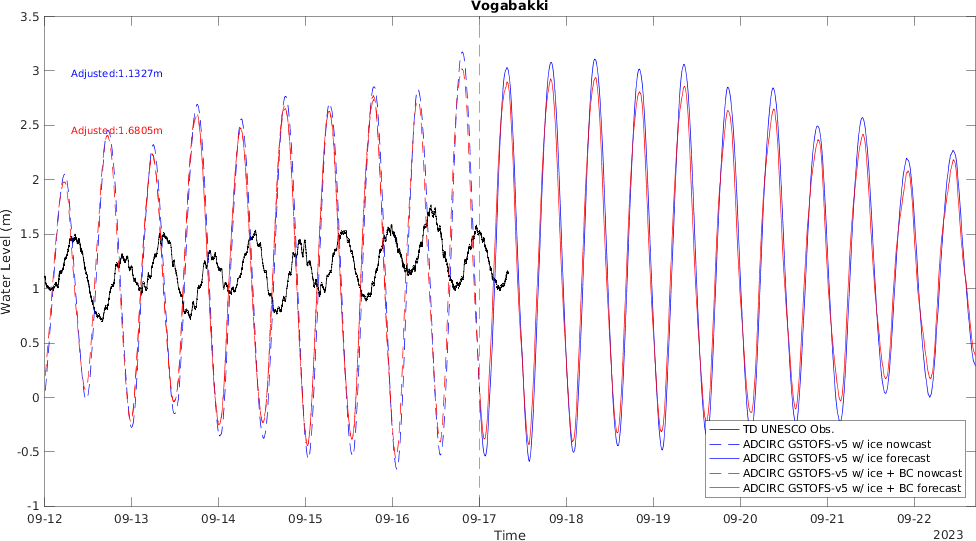 Vogabakki
3.5
3
2.5
2
1.5
1
0.5
0
-0.5
-1
Water Level (m)
Adjusted:1.1327m
Adjusted:1.6805m
TD UNESCO Obs.
ADCIRC GSTOFS-v5 w/ ice nowcast
ADCIRC GSTOFS-v5 w/ ice forecast
ADCIRC GSTOFS-v5 w/ ice + BC nowcast
ADCIRC GSTOFS-v5 w/ ice + BC forecast
09-12 09-13 09-14 09-15 09-16 09-17 09-18 09-19 09-20 09-21 09-22
Time
2023